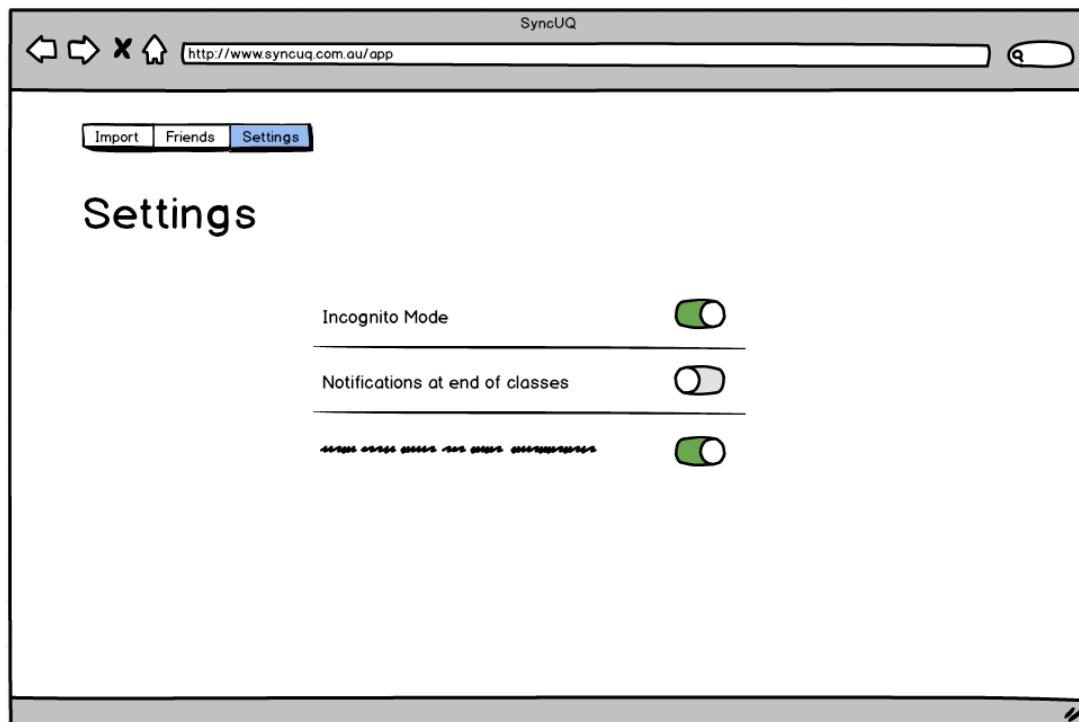 SyncUQ
http://www.syncuq.com.au/app
Import Friends Settings
Settings
Incognito Mode
Notifications at end of classes